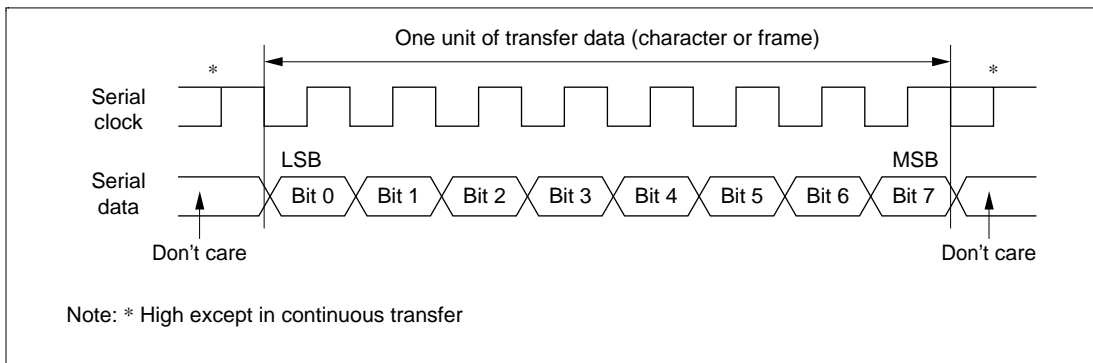 One unit of transfer data (character or frame)
* *
Serial
clock
LSB MSB
Serial
data
Bit 0 Bit 1 Bit 2 Bit 3 Bit 4 Bit 5 Bit 6 Bit 7
Don't care Don't care
Note: * High except in continuous transfer